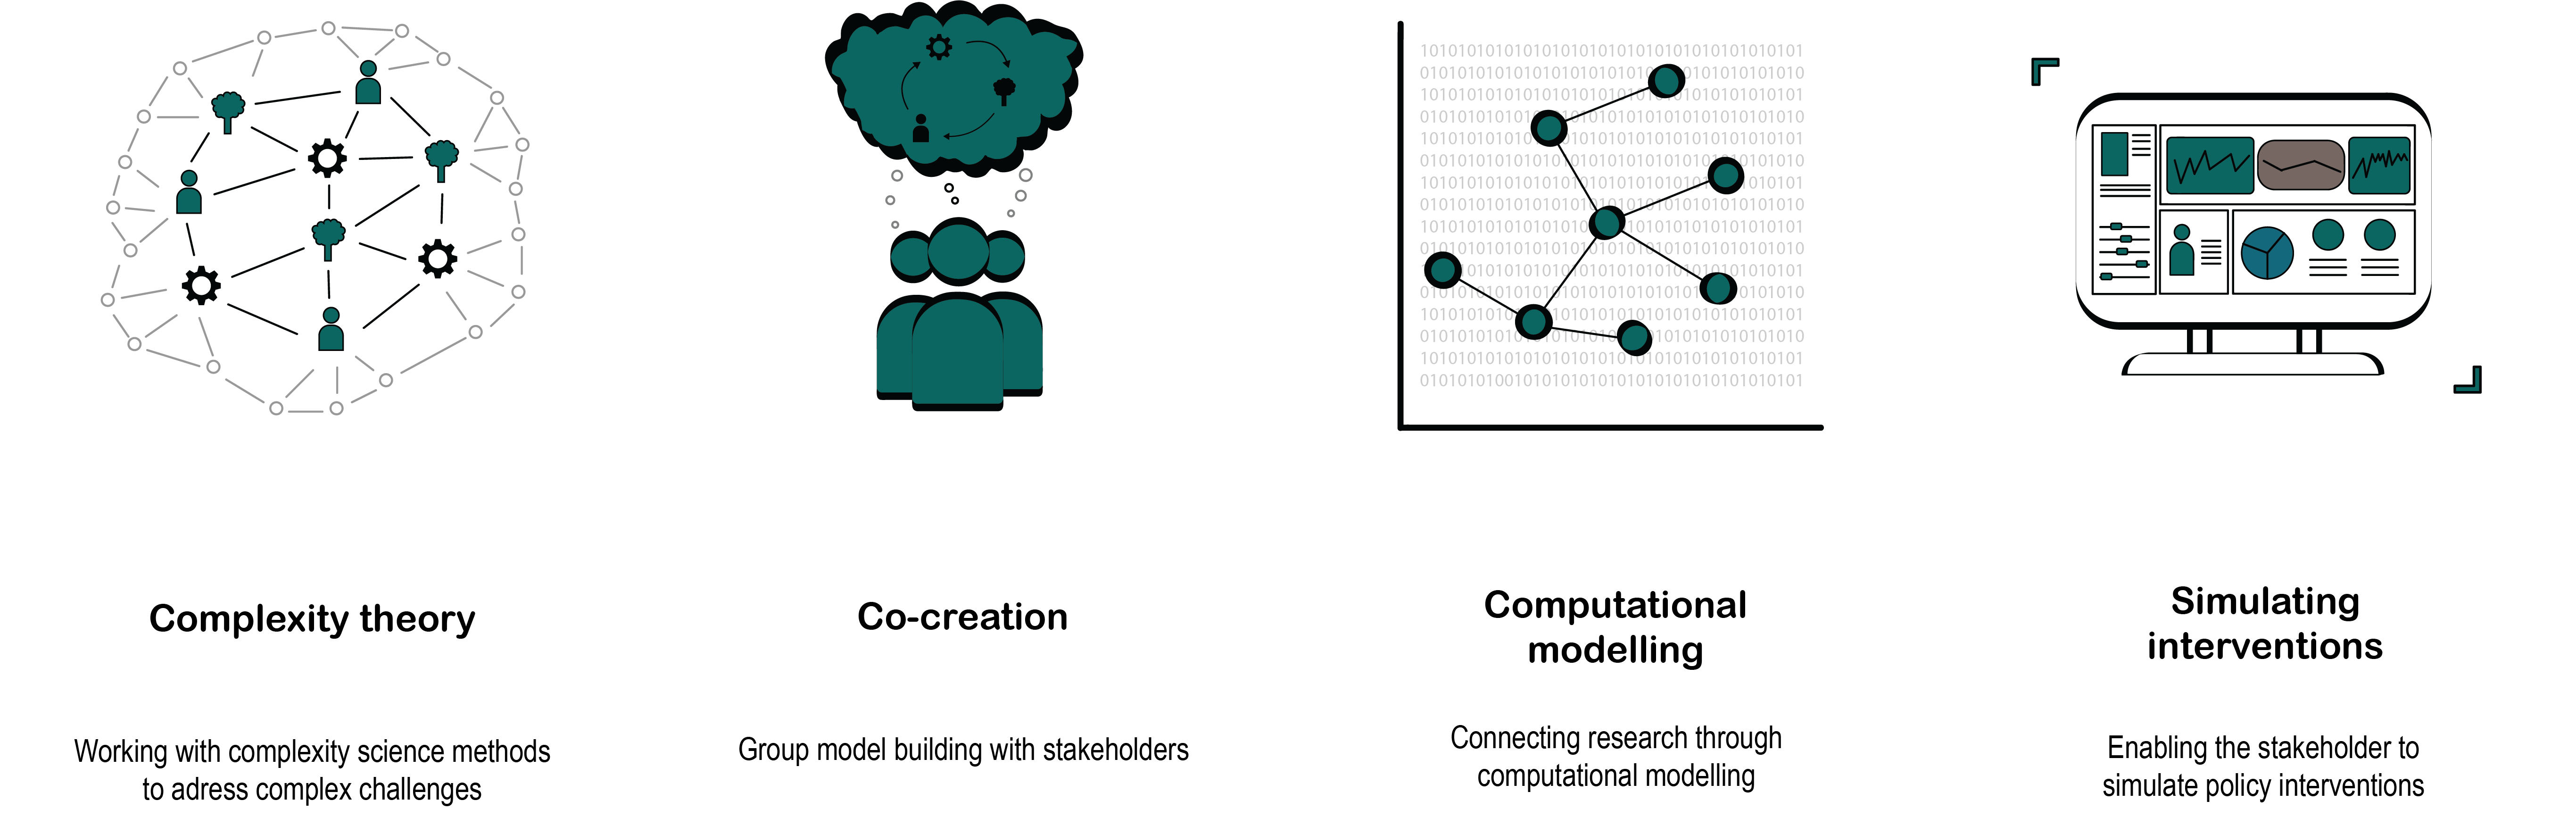 Complexity theory
Working with complexity science methods
to adress complex challenges
Co-creation
Group model building with stakeholders
Computational
modelling
Connecting research through
computational modelling
Simulating
interventions
Enabling the stakeholder to
simulate policy interventions